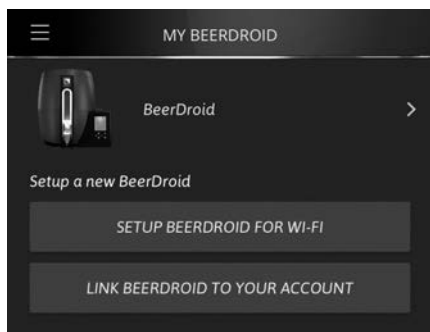 MY BEERDROID
BeerDroid
Setup a new BeerDroid
SETUP BEERDROID FOR WI-FI
LINK BEERDROID TO YOUR ACCOUNT